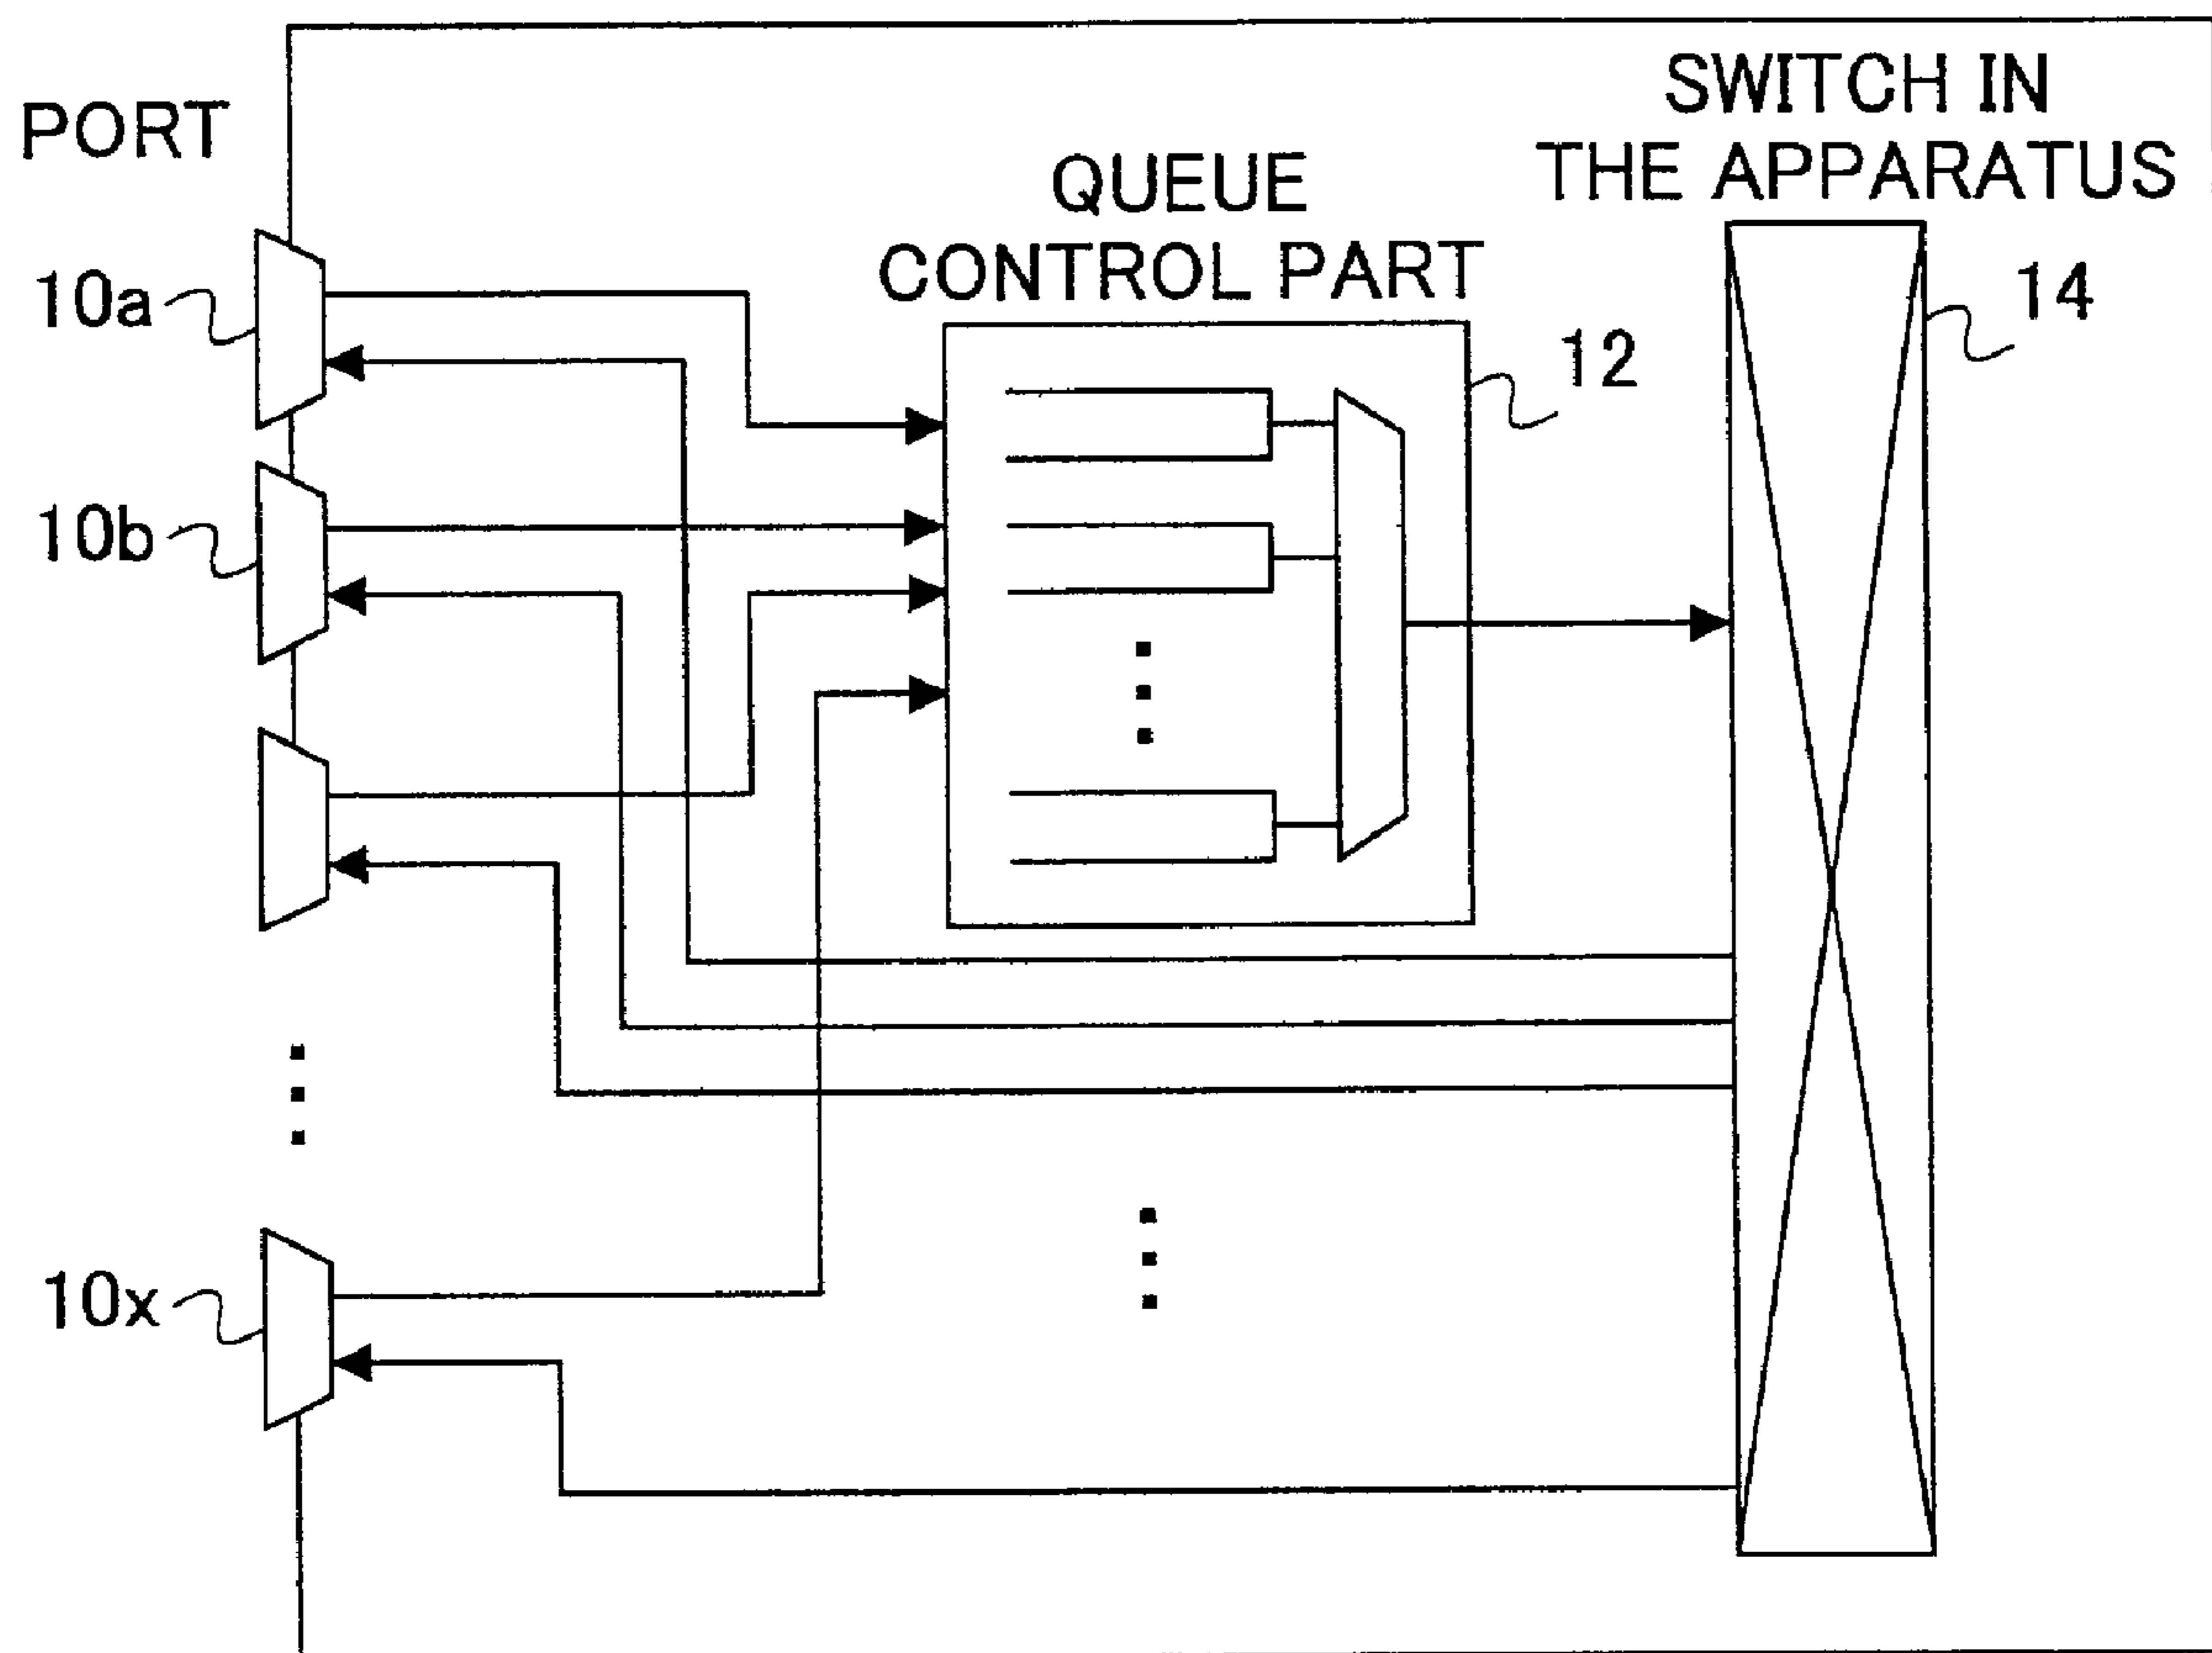 PORT
SWITCH IN
THE APPARATUS
QUEUE
CONTROL PART
10a
14
12
10b
10x